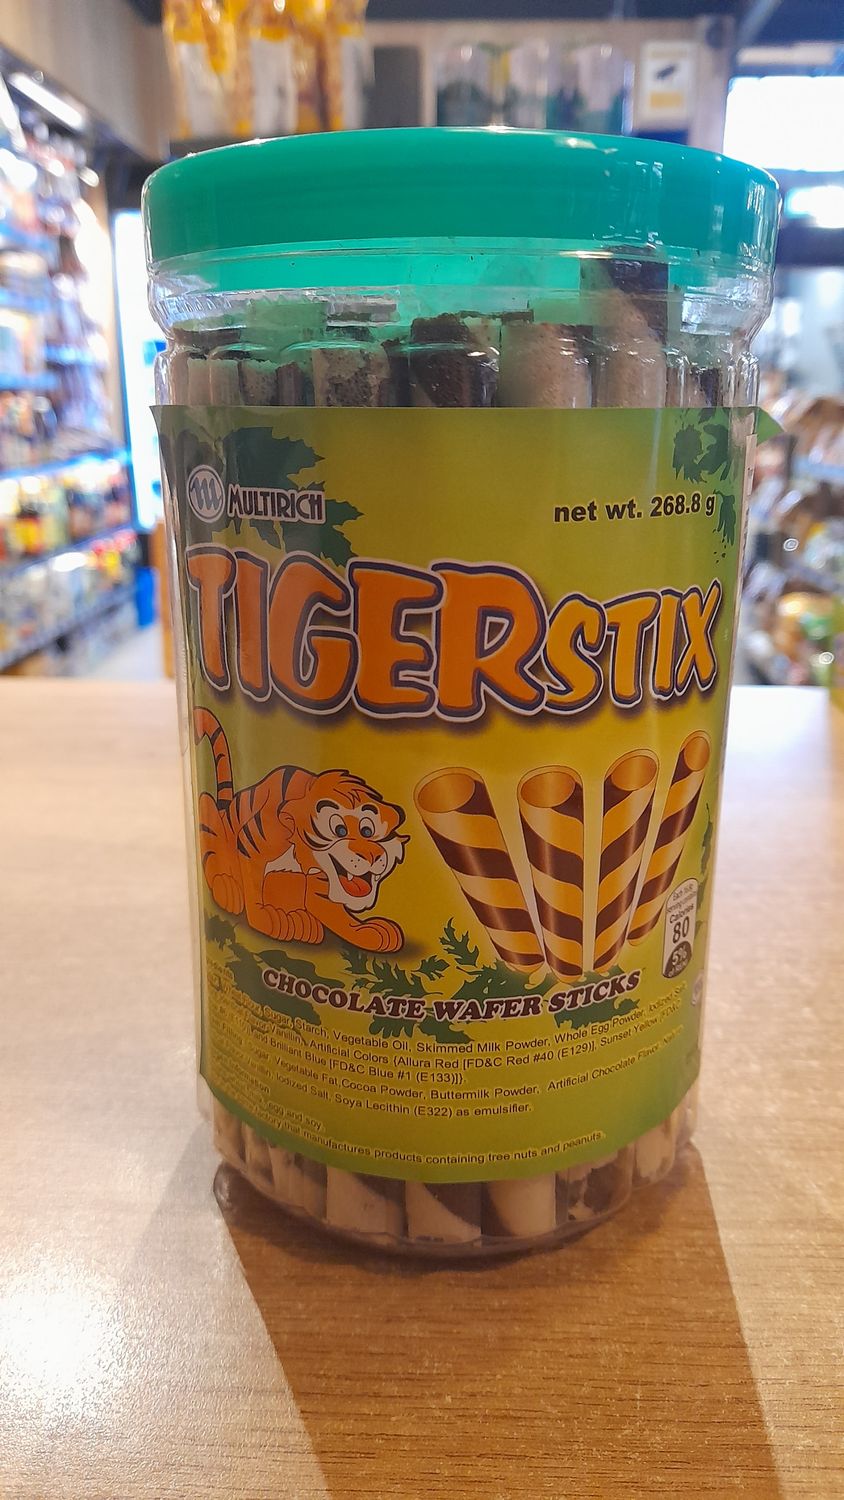 MULTIRICH
net wt. 268.8 g
TIGERSTIX
Calories
80
5%
CHOCOLATE WAFER STICKS
Sugar, Starch, Vegetable Oil, Skimmed Milk Powder, Whole Egg Powder, Iodized
Vanillin, Artificial Colors {Allura Red [FD&C Red #40 (E129)], Sunset Yellow [FD&C
and Brilliant Blue [FD&C Blue #1 (E133)]}.
Sugar, Vegetable Fat, Cocoa Powder, Buttermilk Powder, Artificial Chocolate Flavor,
Iodized Salt, Soya Lecithin (E322) as emulsifier.
egg and soy.
factory that manufactures products containing tree nuts and peanuts.